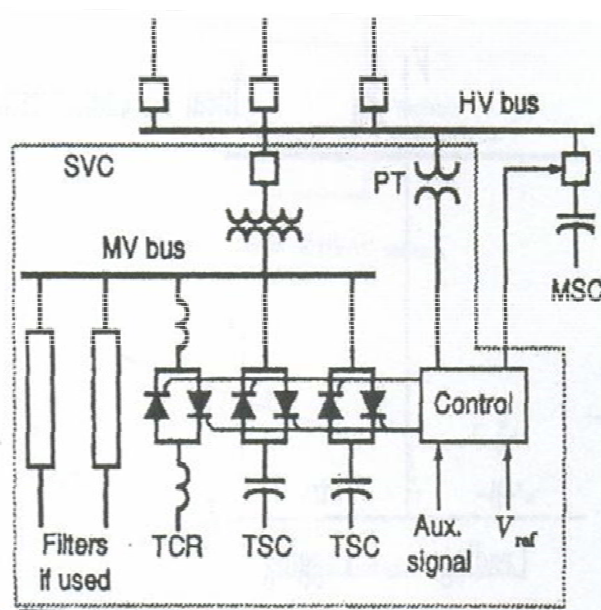 HV bus
SVC
PT
MV bus
MSC
Control
Filters
if used
TCR
TSC
TSC
Aux.
signal
V ref